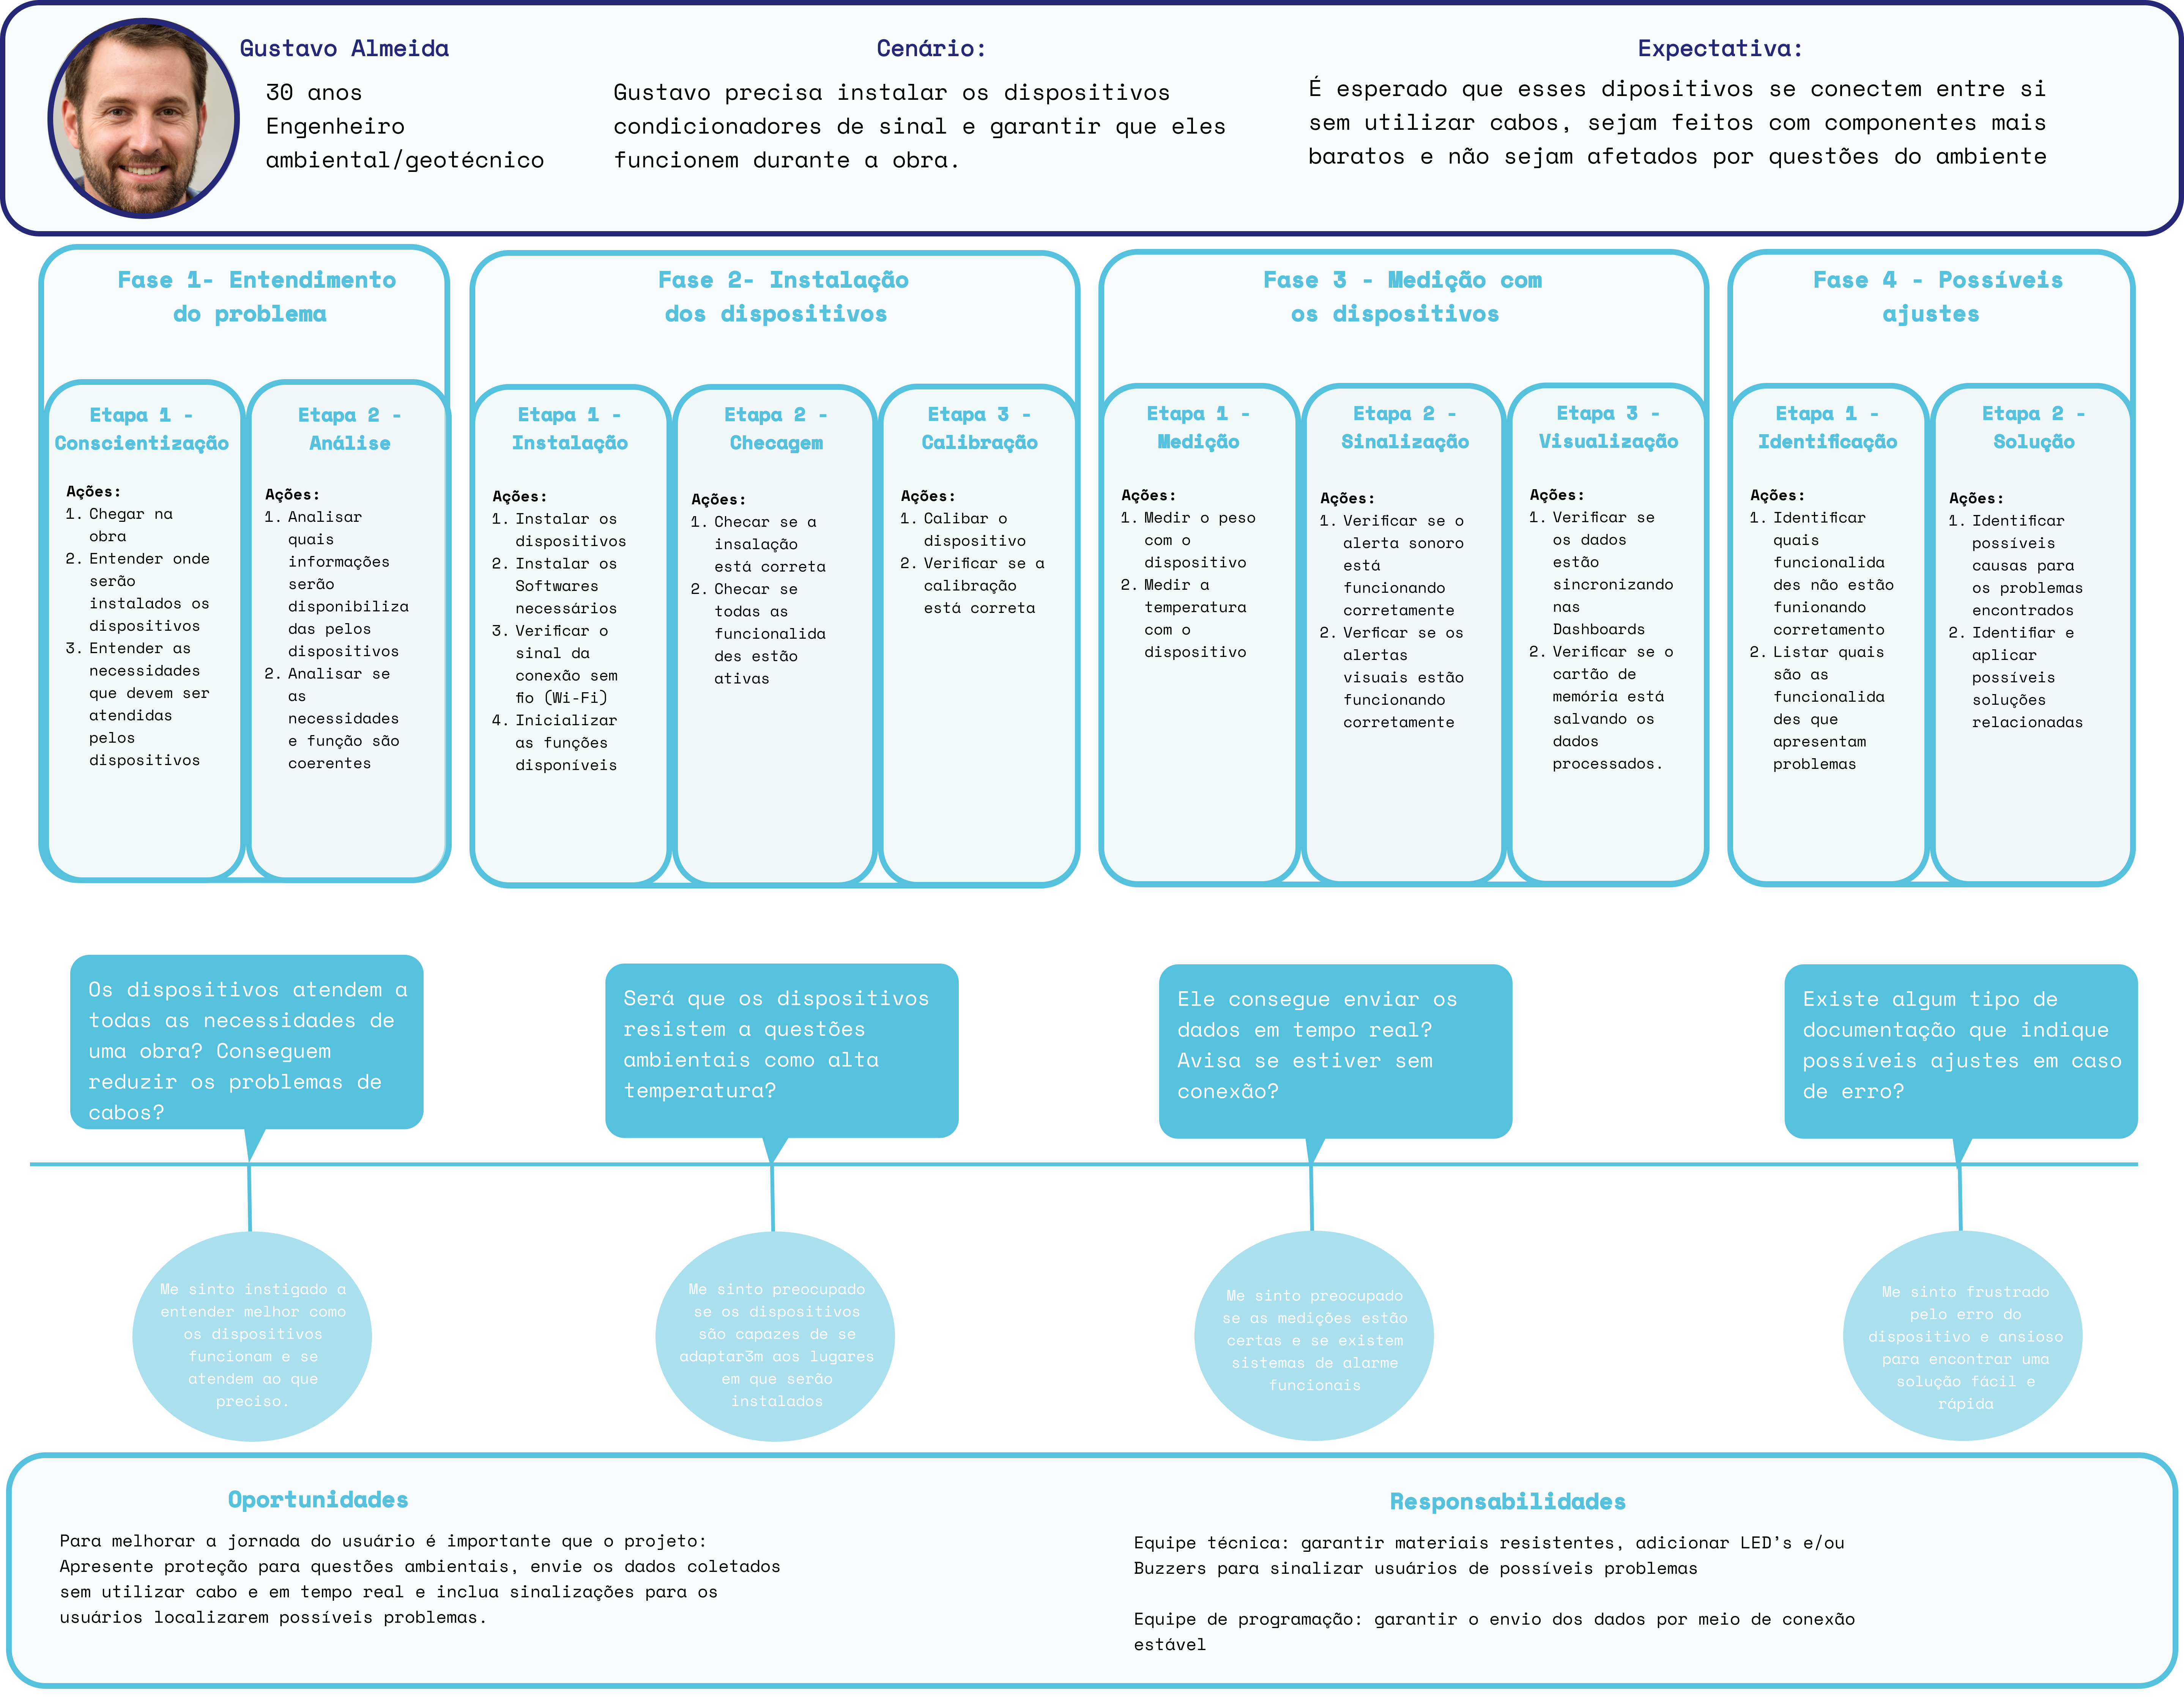 Gustavo Almeida
30 anos
Engenheiro
ambiental/geotécnico
Cenário:
Gustavo precisa instalar os dispositivos
condicionadores de sinal e garantir que eles
funcionem durante a obra.
Expectativa:
É esperado que esses dipositivos se conectem entre si
sem utilizar cabos, sejam feitos com componentes mais
baratos e não sejam afetados por questões do ambiente
Fase 1- Entendimento
do problema
Etapa 1 -
Conscientização
Ações:
1. Chegar na
obra
2. Entender onde
serão
instalados os
dispositivos
3. Entender as
necessidades
que devem ser
atendidas
pelos
dispositivos
Etapa 2 -
Análise
Ações:
1. Analisar
quais
informações
serão
disponibiliza
das pelos
dispositivos
2. Analisar se
as
necessidades
e função são
coerentes
Fase 2- Instalação
dos dispositivos
Etapa 1 -
Instalação
Ações:
1. Instalar os
dispositivos
2. Instalar os
Softwares
necessários
3. Verificar o
sinal da
conexão sem
fio (Wi-Fi)
4. Inicializar
as funções
disponíveis
Etapa 2 -
Checagem
Ações:
1. Checar se a
insalação
está correta
2. Checar se
todas as
funcionalida
des estão
ativas
Etapa 3 -
Calibração
Ações:
1. Calibar o
dispositivo
2. Verificar se a
calibração
está correta
Fase 3 - Medição com
os dispositivos
Etapa 1 -
Medição
Ações:
1. Medir o peso
com o
dispositivo
2. Medir a
temperatura
com o
dispositivo
Etapa 2 -
Sinalização
Ações:
1. Verificar se o
alerta sonoro
está
funcionando
corretamente
2. Verficar se os
alertas
visuais estão
funcionando
corretamente
Etapa 3 -
Visualização
Ações:
1. Verificar se
os dados
estão
sincronizando
nas
Dashboards
2. Verificar se o
cartão de
memória está
salvando os
dados
processados.
Fase 4 - Possíveis
ajustes
Etapa 1 -
Identificação
Ações:
1. Identificar
quais
funcionalida
des não estão
funionando
corretamento
2. Listar quais
são as
funcionalida
des que
apresentam
problemas
Etapa 2 -
Solução
Ações:
1. Identificar
possíveis
causas para
os problemas
encontrados
2. Identifiar e
aplicar
possíveis
soluções
relacionadas
Os dispositivos atendem a
todas as necessidades de
uma obra? Conseguem
reduzir os problemas de
cabos?
Será que os dispositivos
resistem a questões
ambientais como alta
temperatura?
Ele consegue enviar os
dados em tempo real?
Avisa se estiver sem
conexão?
Existe algum tipo de
documentação que indique
possíveis ajustes em caso
de erro?
Me sinto instigado a
entender melhor como
os dispositivos
funcionam e se
atendem ao que
preciso.
Me sinto preocupado
se os dispositivos
são capazes de se
adaptar3m aos lugares
em que serão
instalados
Me sinto preocupado
se as medições estão
certas e se existem
sistemas de alarme
funcionais
Me sinto frustrado
pelo erro do
dispositivo e ansioso
para encontrar uma
solução fácil e
rápida
Oportunidades
Para melhorar a jornada do usuário é importante que o projeto:
Apresente proteção para questões ambientais, envie os dados coletados
sem utilizar cabo e em tempo real e inclua sinalizações para os
usuários localizarem possíveis problemas.
Responsabilidades
Equipe técnica: garantir materiais resistentes, adicionar LED's e/ou
Buzzers para sinalizar usuários de possíveis problemas
Equipe de programação: garantir o envio dos dados por meio de conexão
estável